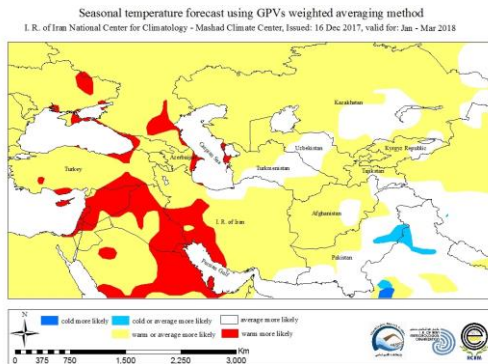 Seasonal temperature forecast using GPVs weighted averaging method
I. R. of Iran National Center for Climatology - Mashad Climate Center, Issued: 16 Dec 2017, valid for: Jan - Mar 2018
Kazakhstan
Caspian Sea
Uzbekistan
Kyrgyz Republic
Azerbaijan
Turkey
Turkmenistan
Tajikistan
I. R. of Iran
Afghanistan
Pakistan
Persian Gulf
N
cold more likely
cold or average more likely
average more likely
warm or average more likely
warm more likely
0 375 750 1,500 2,250 3,000